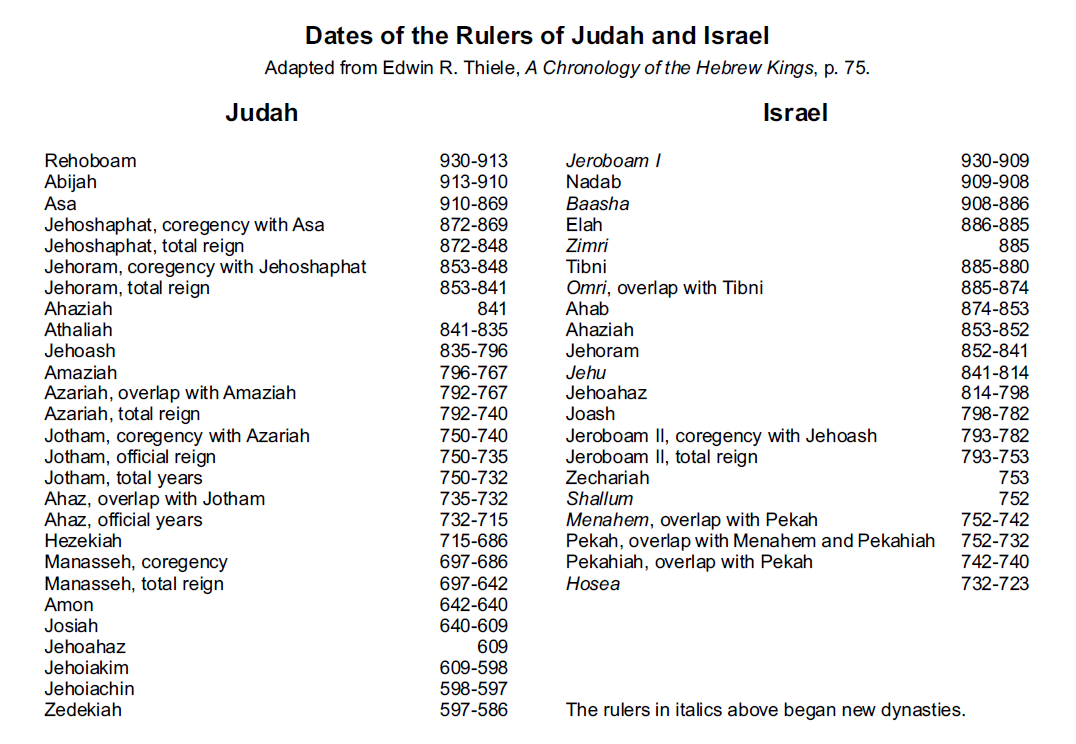 Dates of the Rulers of Judah and Israel
Adapted from Edwin R. Thiele, A Chronology of the Hebrew Kings, p. 75.
Judah
Rehoboam 930-913
Abijah 913-910
Asa 910-869
Jehoshaphat, coregency with Asa 872-869
Jehoshaphat, total reign 872-848
Jehoram, coregency with Jehoshaphat 853-848
Jehoram, total reign 853-841
Ahaziah 841
Athaliah 841-835
Jehoash 835-796
Amaziah 796-767
Azariah, overlap with Amaziah 792-767
Azariah, total reign 792-740
Jotham, coregency with Azariah 750-740
Jotham, official reign 750-735
Jotham, total years 750-732
Ahaz, overlap with Jotham 735-732
Ahaz, official years 732-715
Hezekiah 715-686
Manasseh, coregency 697-686
Manasseh, total reign 697-642
Amon 642-640
Josiah 640-609
Jehoahaz 609
Jehoiakim 609-598
Jehoiachin 598-597
Zedekiah 597-586
Israel
Jeroboam I 930-909
Nadab 909-908
Baasha 908-886
Elah 886-885
Zimri 885
Tibni 885-880
Omri, overlap with Tibni 885-874
Ahab 874-853
Ahaziah 853-852
Jehoram 852-841
Jehu 841-814
Jehoahaz 814-798
Joash 798-782
Jeroboam II, coregency with Jehoash 793-782
Jeroboam II, total reign 793-753
Zechariah 753
Shallum 752
Menahem, overlap with Pekah 752-742
Pekah, overlap with Menahem and Pekahiah 752-732
Pekahiah, overlap with Pekah 742-740
Hosea 732-723
The rulers in italics above began new dynasties.